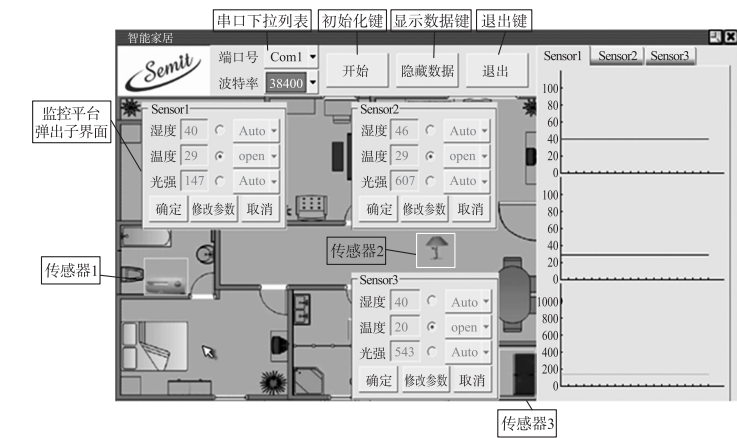 串口下拉列表
初始化键
显示数据键
退出键
智能家居
Semit
端口号 Com1
波特率 38400
开始
隐藏数据
退出
Sensor1 Sensor2 Sensor3
监控平台
弹出子界面
Sensor1
湿度 40 Auto
温度 29 open
光强 147 Auto
确定 修改参数 取消
Sensor2
湿度 46 Auto
温度 29 open
光强 607 Auto
确定 修改参数 取消
传感器2
传感器1
Sensor3
湿度 40 Auto
温度 20 open
光强 543 Auto
确定 修改参数 取消
传感器3
100
80
60
40
20
0
100
80
60
40
20
0
1000
800
600
400
200
0